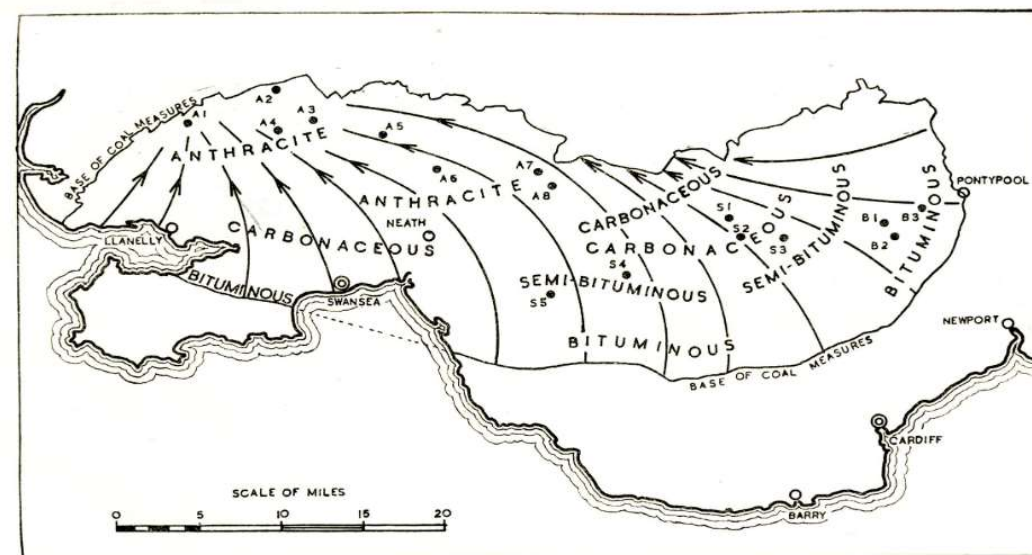 BASE OF COAL MEASURES
A1
A2
A3
A4
A5
ANTHRACITE
A6
A7
A8
ANTHRACITE
NEATH
LLANELLY
CARBONACEOUS
BITUMINOUS
SWANSEA
CARBONACEOUS
CARBONACEOUS
S1
S2
S3
S4
S5
SEMI-BITUMINOUS
BITUMINOUS
SEMI-BITUMINOUS
B1
B2
B3
BITUMINOUS
PONTYPOOL
BASE OF COAL MEASURES
NEWPORT
CARDIFF
BARRY
SCALE OF MILES
0 5 10 15 20